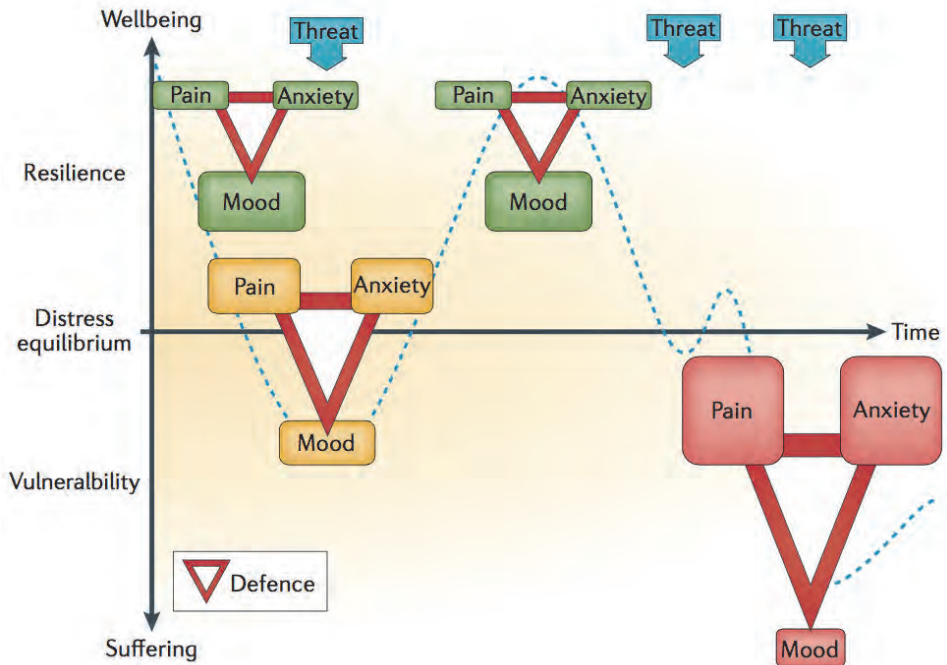 Wellbeing
Threat
Threat
Threat
Pain
Anxiety
Pain
Anxiety
Resilience
Mood
Mood
Pain
Anxiety
Distress
equilibrium
Time
Pain
Anxiety
Mood
Vulneralbility
Defence
Suffering
Mood